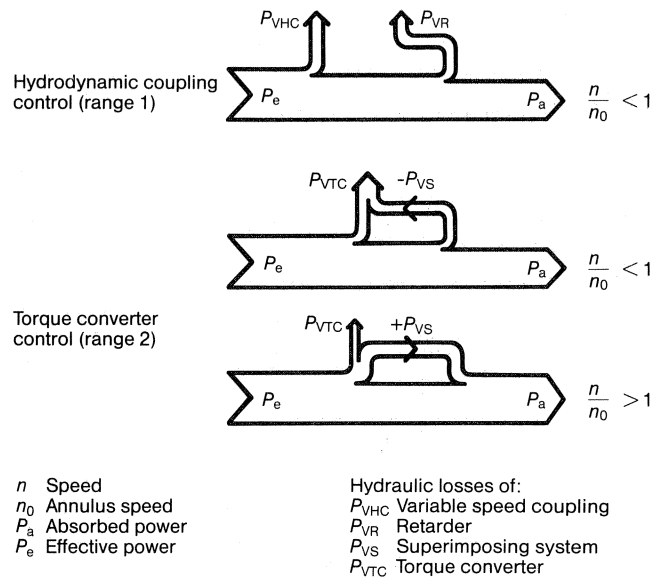 P_VHC P_VR
Hydrodynamic coupling
control (range 1)
P_e P_a n/n_0 < 1
P_VTC -P_VS
P_e P_a n/n_0 < 1
Torque converter
control (range 2)
P_VTC +P_VS
P_e P_a n/n_0 > 1
n Speed
n_0 Annulus speed
P_a Absorbed power
P_e Effective power
Hydraulic losses of:
P_VHC Variable speed coupling
P_VR Retarder
P_VS Superimposing system
P_VTC Torque converter